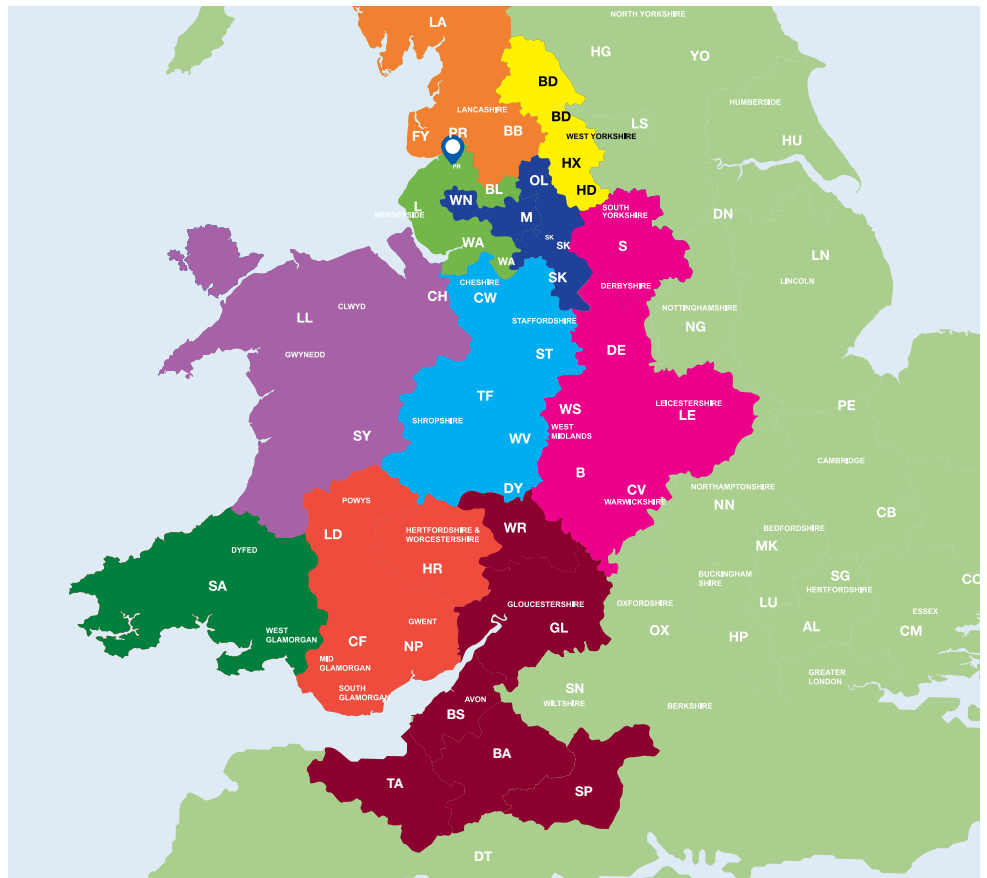 NORTH YORKSHIRE
LA
HG
YO
BD
HUMBERSIDE
LANCASHIRE
BD
LS
FY
PR
BB
WEST YORKSHIRE
HU
HX
PR
OL
BL
HD
WN
L
MERSEYSIDE
M
SOUTH
YORKSHIRE
DN
SK
SK
S
WA
WA
LN
CHESHIRE
SK
LINCOLN
DERBYSHIRE
CH
CW
CLWYD
NOTTINGHAMSHIRE
LL
STAFFORDSHIRE
NG
GWYNEDD
ST
DE
TF
WS
LEICESTERSHIRE
LE
PE
SHROPSHIRE
WEST
MIDLANDS
SY
WV
CAMBRIDGE
B
DY
CV
WARWICKSHIRE
NORTHAMPTONSHIRE
NN
POWYS
CB
LD
HERTFORDSHIRE &
WORCESTERSHIRE
WR
BEDFORDSHIRE
DYFED
MK
HR
BUCKINGHAM
SHIRE
SG
HERTFORDSHIRE
CO
SA
GLOUCESTERSHIRE
OXFORDSHIRE
LU
ESSEX
GWENT
GL
OX
HP
AL
CM
WEST
GLAMORGAN
CF
NP
MID
GLAMORGAN
GREATER
LONDON
SOUTH
GLAMORGAN
AVON
SN
WILTSHIRE
BERKSHIRE
BS
BA
TA
SP
DT